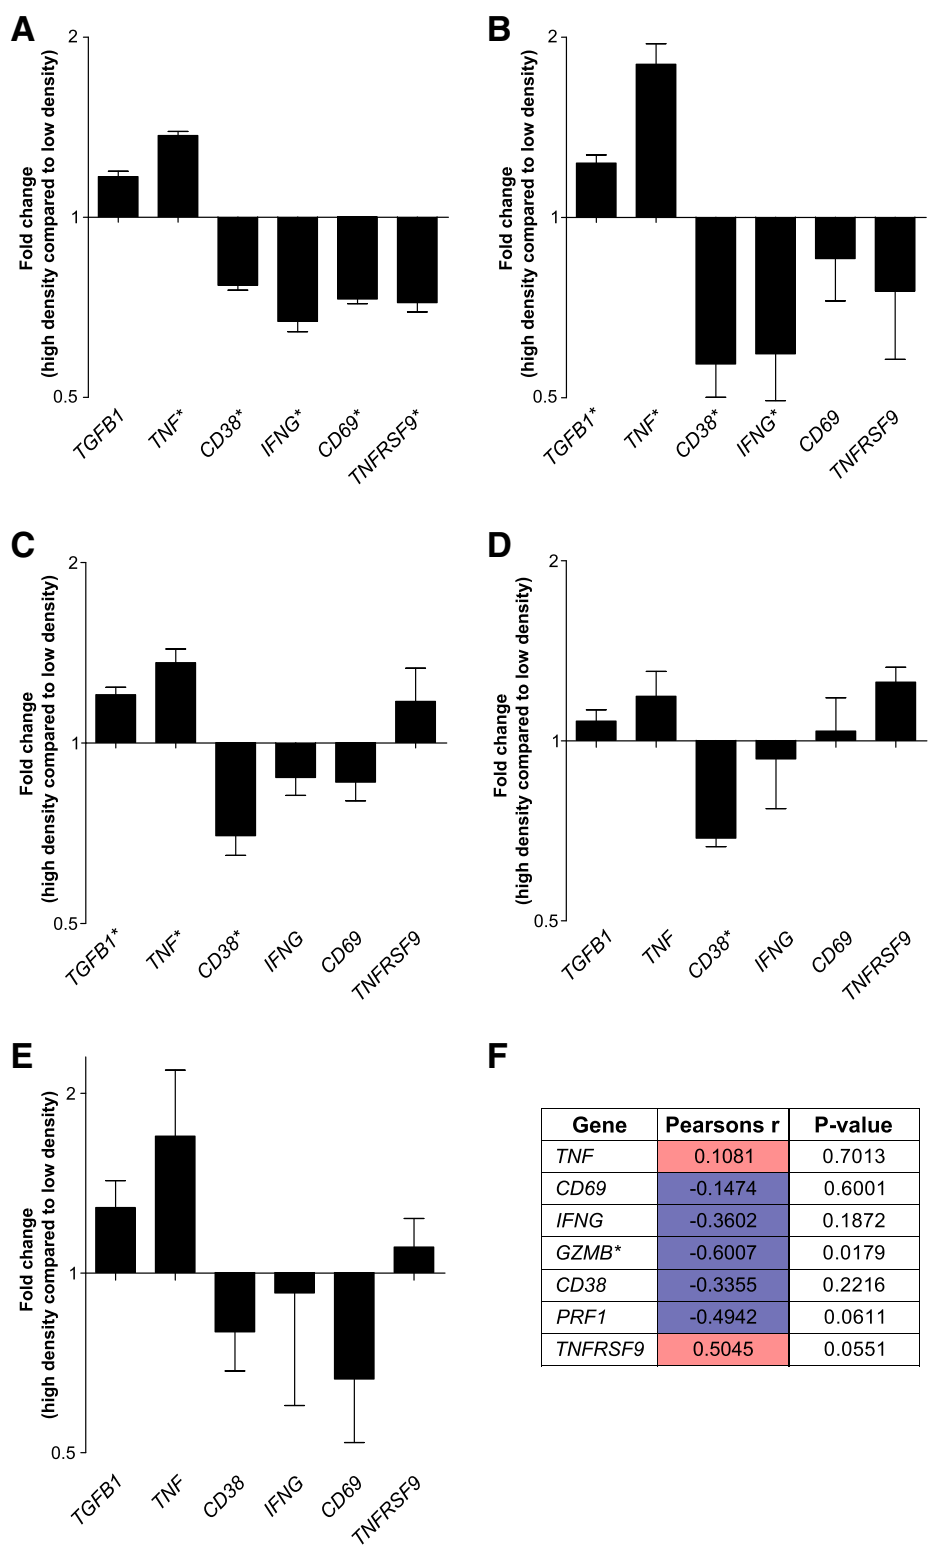 A
2
1
0.5
Fold change
(high density compared to low density)
TGFB1
TNF*
CD38*
IFNG*
CD69*
TNFRSF9*
B
2
1
0.5
Fold change
(high density compared to low density)
TGFB1*
TNF*
CD38*
IFNG*
CD69
TNFRSF9
C
2
1
0.5
Fold change
(high density compared to low density)
TGFB1*
TNF*
CD38*
IFNG
CD69
TNFRSF9
D
2
1
0.5
Fold change
(high density compared to low density)
TGFB1
TNF
CD38*
IFNG
CD69
TNFRSF9
E
2
1
0.5
Fold change
(high density compared to low density)
TGFB1
TNF
CD38
IFNG
CD69
TNFRSF9
F
Gene Pearsons r P-value
TNF 0.1081 0.7013
CD69 -0.1474 0.6001
IFNG -0.3602 0.1872
GZMB* -0.6007 0.0179
CD38 -0.3355 0.2216
PRF1 -0.4942 0.0611
TNFRSF9 0.5045 0.0551